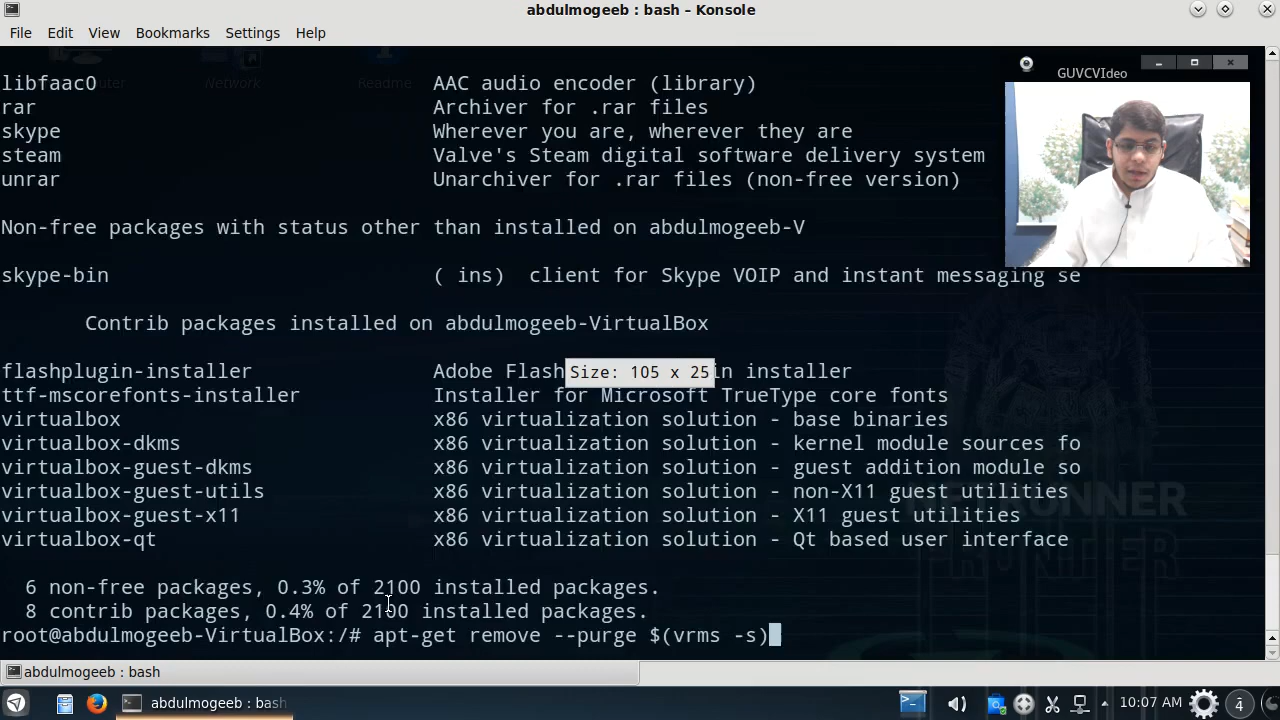 abdulmogeeb : bash – Konsole
File Edit View Bookmarks Settings Help
Network Readme
GUVCVIdeo
libfaac0 AAC audio encoder (library)
rar Archiver for .rar files
skype Wherever you are, wherever they are
steam Valve's Steam digital software delivery system
unrar Unarchiver for .rar files (non-free version)
Non-free packages with status other than installed on abdulmogeeb-V
skype-bin ( ins) client for Skype VOIP and instant messaging se
Contrib packages installed on abdulmogeeb-VirtualBox
flashplugin-installer Adobe Flash in installer
Size: 105 x 25
ttf-mscorefonts-installer Installer for Microsoft TrueType core fonts
virtualbox x86 virtualization solution - base binaries
virtualbox-dkms x86 virtualization solution - kernel module sources fo
virtualbox-guest-dkms x86 virtualization solution - guest addition module so
virtualbox-guest-utils x86 virtualization solution - non-X11 guest utilities
virtualbox-guest-x11 x86 virtualization solution - X11 guest utilities
virtualbox-qt x86 virtualization solution - Qt based user interface
NETRUNNER
FRONTIER
6 non-free packages, 0.3% of 2100 installed packages.
8 contrib packages, 0.4% of 2100 installed packages.
root@abdulmogeeb-VirtualBox:/# apt-get remove --purge $(vrms -s)
abdulmogeeb : bash
abdulmogeeb : bash
10:07 AM
4